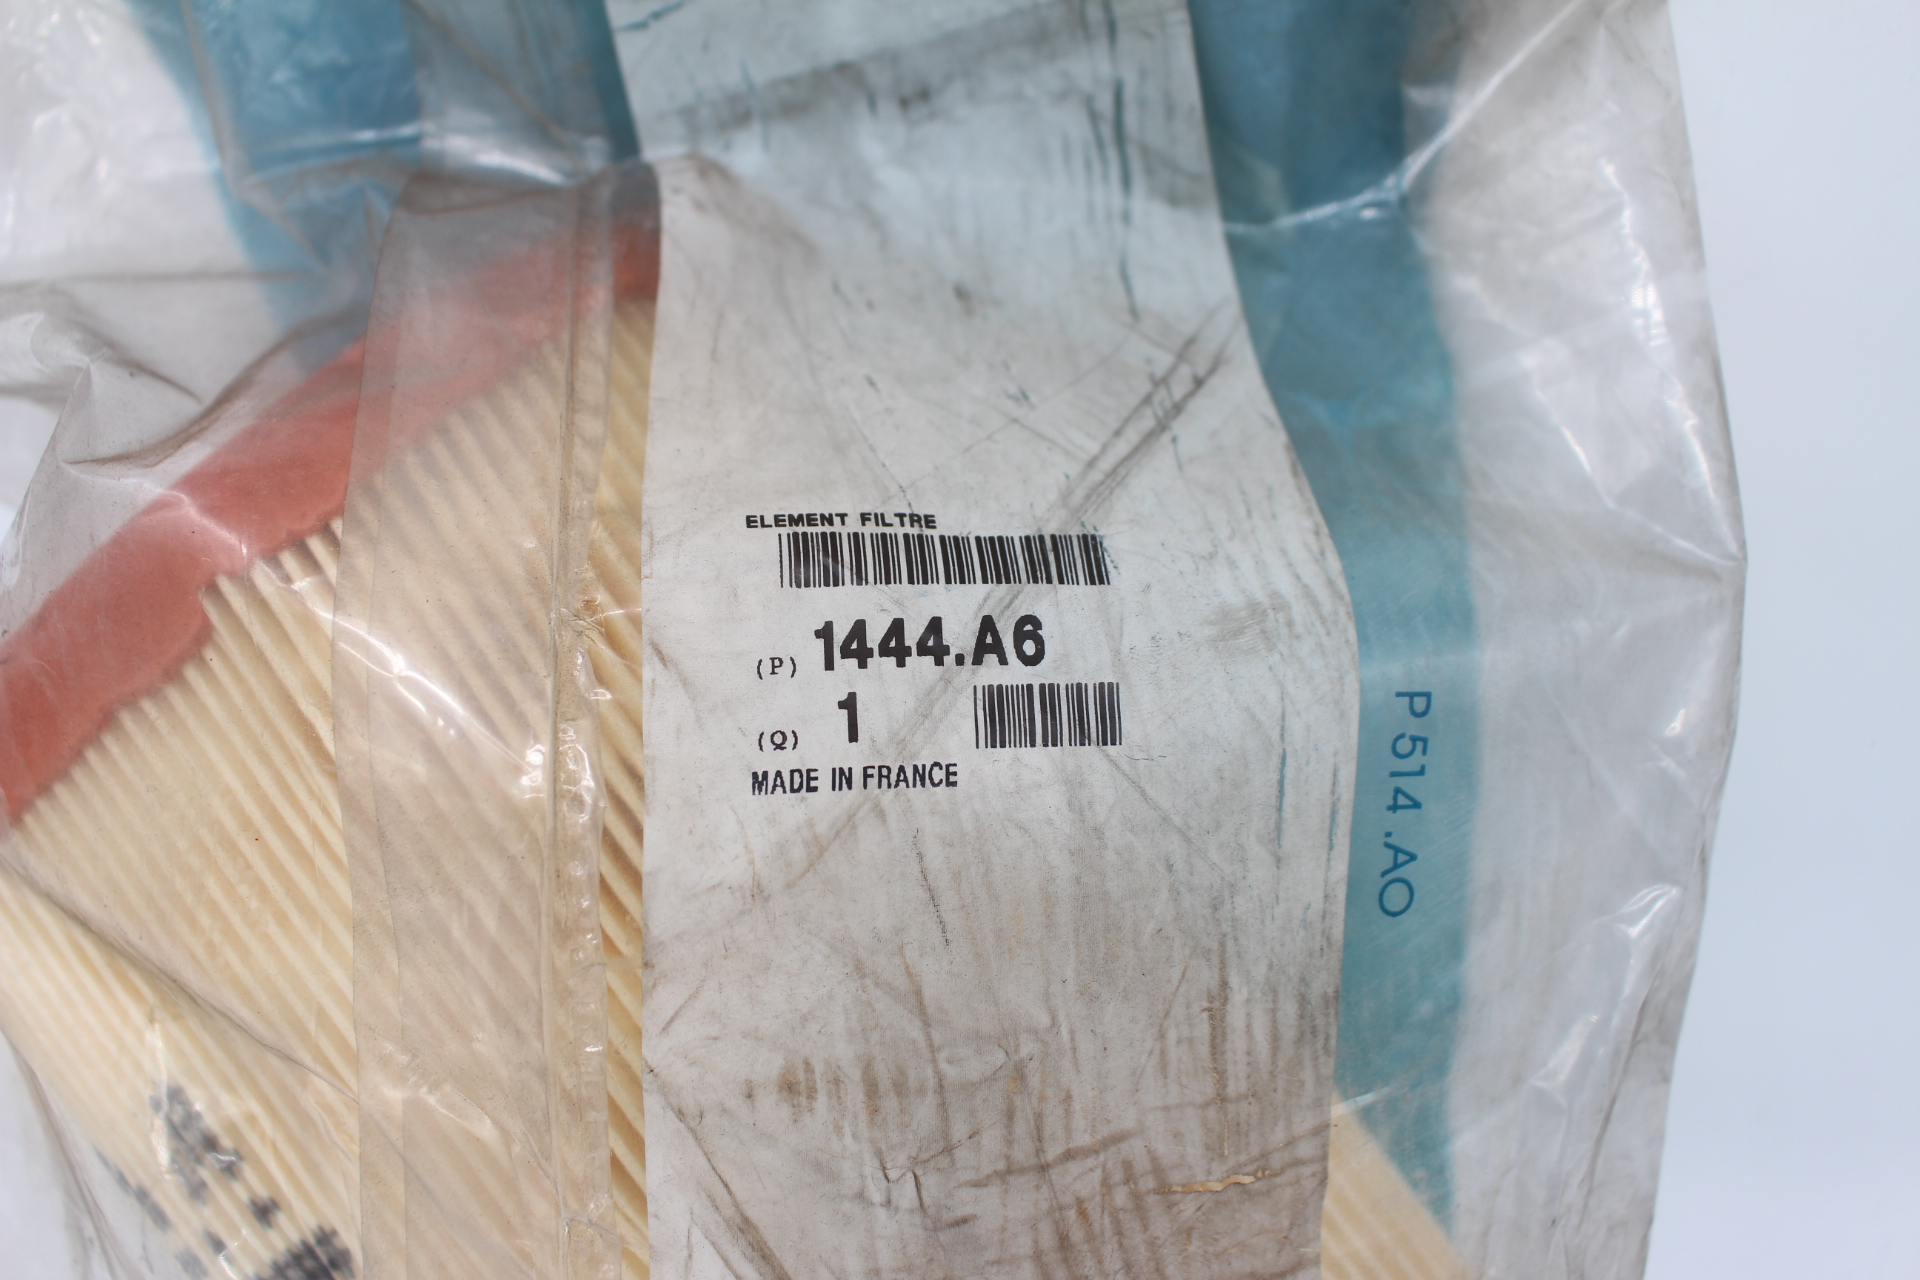 ELEMENT FILTRE
(P) 1444.A6
(Q) 1
MADE IN FRANCE
P 514.AO